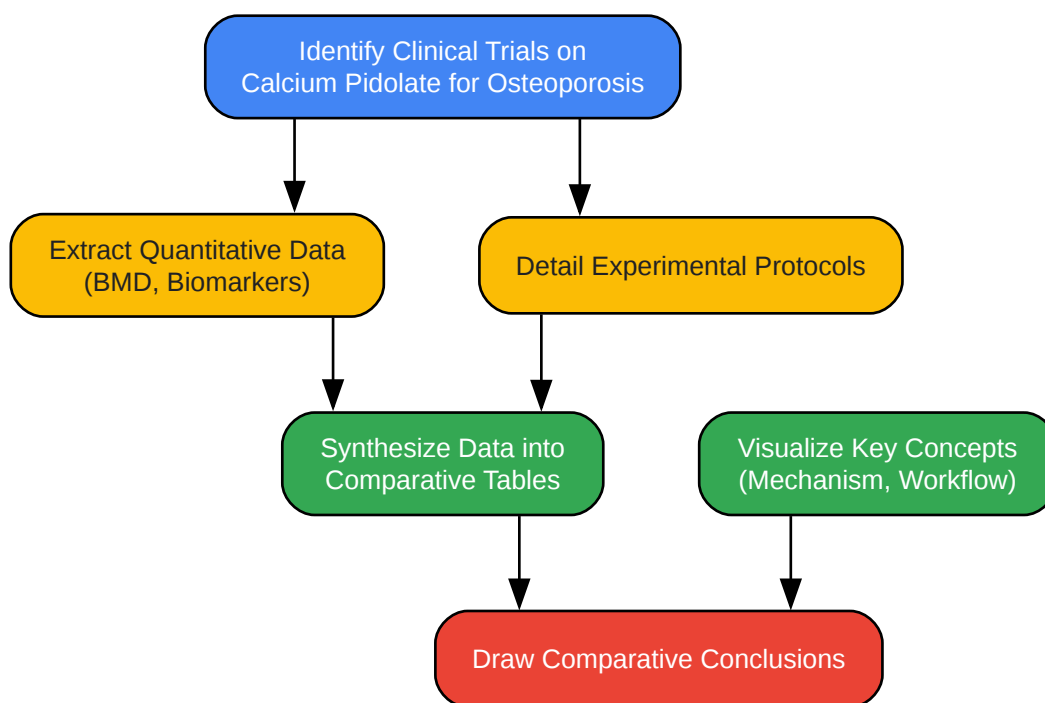 Identify Clinical Trials on
Calcium Pidolate for Osteoporosis
Extract Quantitative Data
(BMD, Biomarkers)
Detail Experimental Protocols
Synthesize Data into
Comparative Tables
Visualize Key Concepts
(Mechanism, Workflow)
Draw Comparative Conclusions